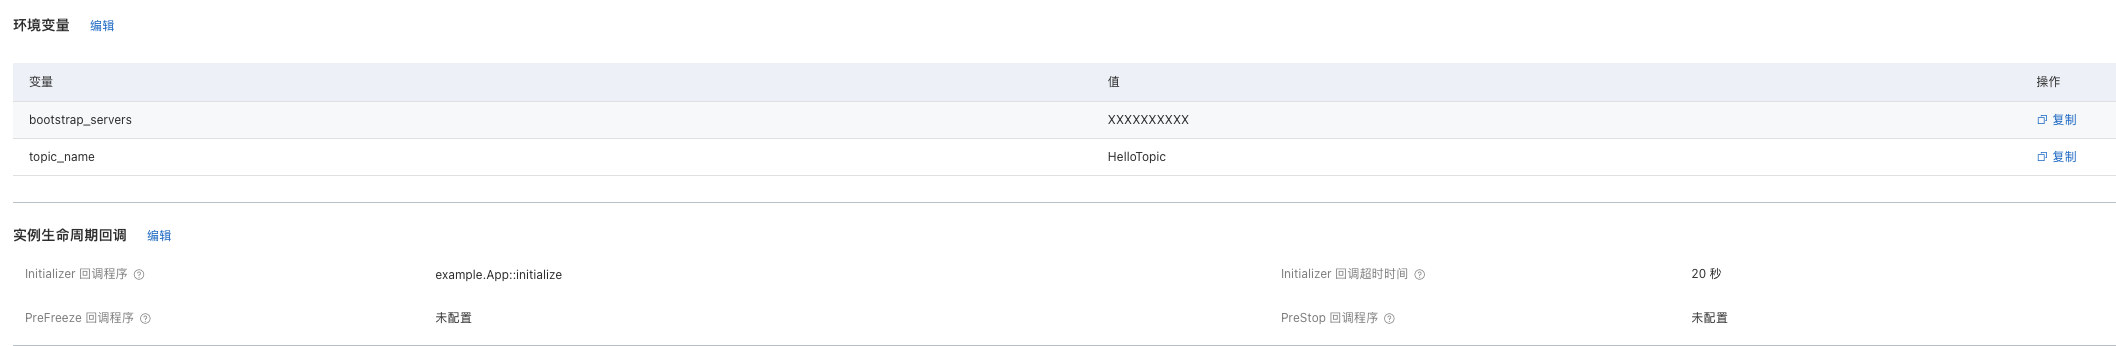 环境变量 编辑
变量 值 操作
bootstrap_servers XXXXXXXXXX 复制
topic_name HelloTopic 复制
实例生命周期回调 编辑
Initializer 回调程序 example.App::initialize Initializer 回调超时时间 20 秒
PreFreeze 回调程序 未配置 PreStop 回调程序 未配置